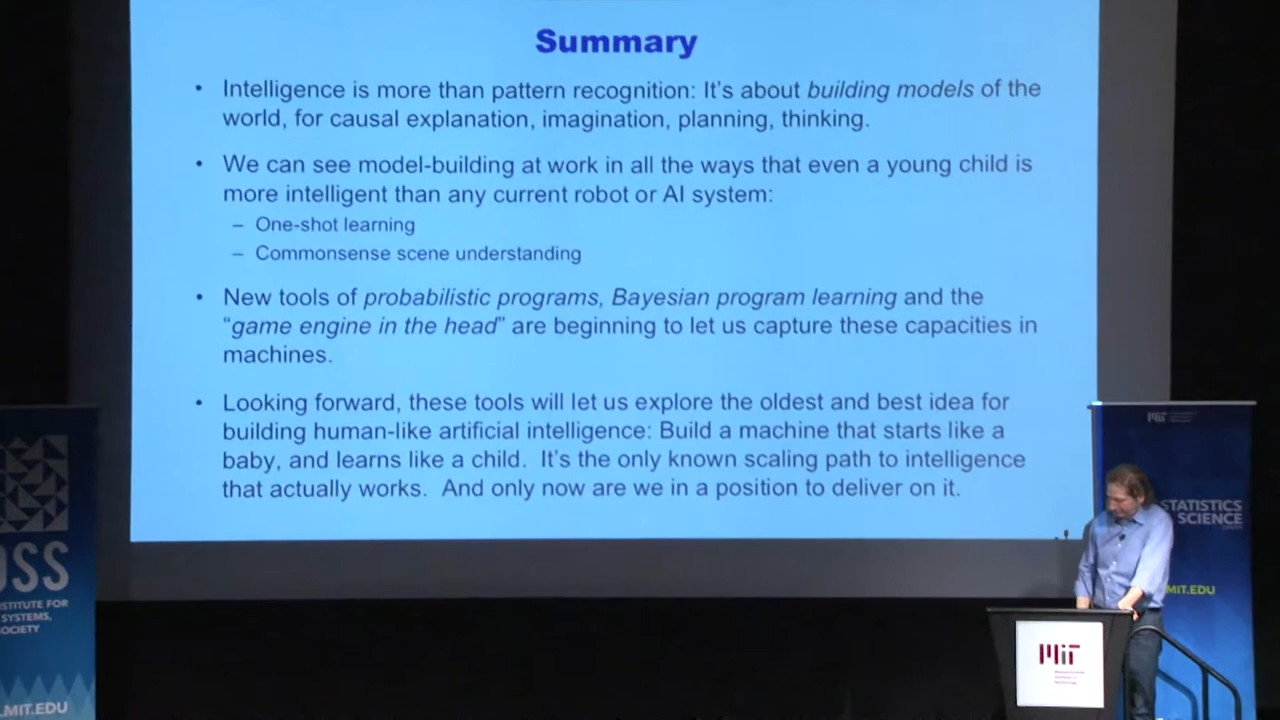 Summary
• Intelligence is more than pattern recognition: It's about building models of the
world, for causal explanation, imagination, planning, thinking.
• We can see model-building at work in all the ways that even a young child is
more intelligent than any current robot or AI system:
– One-shot learning
– Commonsense scene understanding
• New tools of probabilistic programs, Bayesian program learning and the
“game engine in the head” are beginning to let us capture these capacities in
machines.
• Looking forward, these tools will let us explore the oldest and best idea for
building human-like artificial intelligence: Build a machine that starts like a
baby, and learns like a child.  It's the only known scaling path to intelligence
that actually works.  And only now are we in a position to deliver on it.
DSS
STITUTE FOR
SYSTEMS,
OCIETY
.MIT.EDU
MIT
STATISTICS
SCIENCE
MIT.EDU
MIT